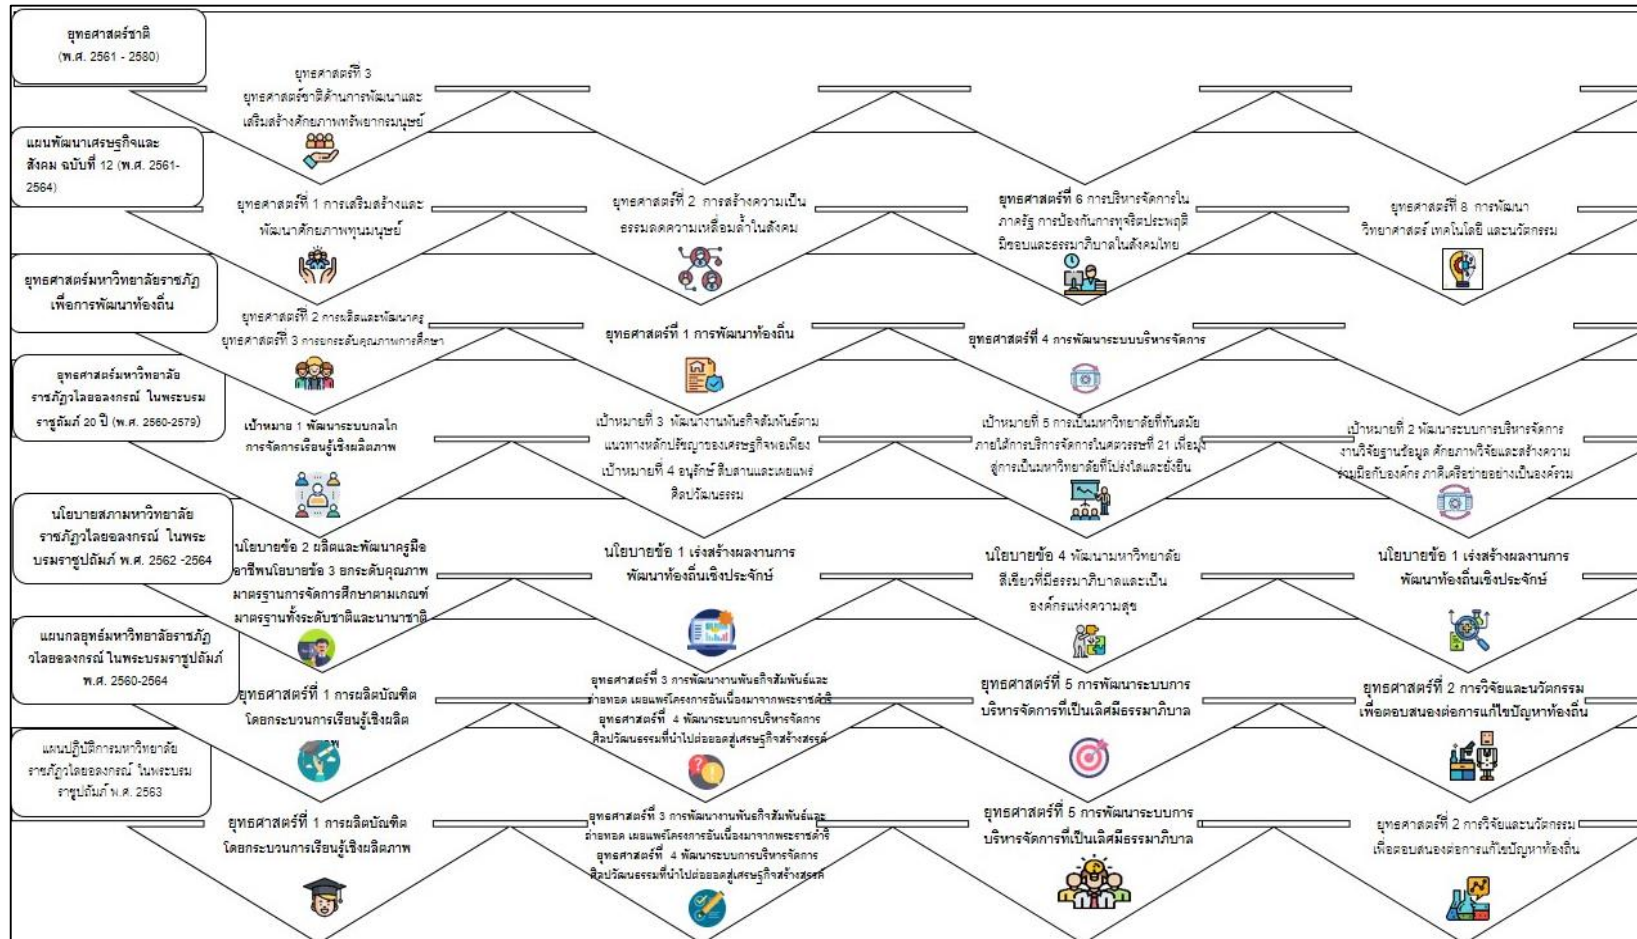 ยุทธศาสตร์ชาติ
(พ.ศ. 2561 - 2580)
ยุทธศาสตร์ที่ 3
ยุทธศาสตร์ชาติด้านการพัฒนาและ
เสริมสร้างศักยภาพทรัพยากรมนุษย์
แผนพัฒนาเศรษฐกิจและ
สังคม ฉบับที่ 12 (พ.ศ. 2561-
2564)
ยุทธศาสตร์ที่ 1 การเสริมสร้างและ
พัฒนาศักยภาพทุนมนุษย์
ยุทธศาสตร์ที่ 2 การสร้างความเป็น
ธรรมลดความเหลื่อมล้ำในสังคม
ยุทธศาสตร์ที่ 6 การบริหารจัดการใน
ภาครัฐ การป้องกันการทุจริตประพฤติ
มิชอบและธรรมาภิบาลในสังคมไทย
ยุทธศาสตร์ที่ 8 การพัฒนา
วิทยาศาสตร์ เทคโนโลยี และนวัตกรรม
ยุทธศาสตร์มหาวิทยาลัยราชภัฏ
เพื่อการพัฒนาท้องถิ่น
ยุทธศาสตร์ที่ 2 การผลิตและพัฒนาครู
ยุทธศาสตร์ที่ 3 การยกระดับคุณภาพการศึกษา
ยุทธศาสตร์ที่ 1 การพัฒนาท้องถิ่น
ยุทธศาสตร์ที่ 4 การพัฒนาระบบบริหารจัดการ
ยุทธศาสตร์มหาวิทยาลัย
ราชภัฏวไลยอลงกรณ์ ในพระบรม
ราชูถัมภ์ 20 ปี (พ.ศ. 2560-2579)
เป้าหมาย 1 พัฒนาระบบกลไก
การจัดการเรียนรู้เชิงผลิตภาพ
เป้าหมายที่ 3 พัฒนางานพันธกิจสัมพันธ์ตาม
แนวทางหลักปรัชญาของเศรษฐกิจพอเพียง
เป้าหมายที่ 4 อนุรักษ์ สืบสานและเผยแพร่
ศิลปวัฒนธรรม
เป้าหมายที่ 5 การเป็นมหาวิทยาลัยที่ทันสมัย
ภายใต้การบริการจัดการในศตวรรษที่ 21 เพื่อมุ่ง
สู่การเป็นมหาวิทยาลัยที่โปร่งใสและยั่งยืน
เป้าหมายที่ 2 พัฒนาระบบการบริหารจัดการ
งานวิจัยฐานข้อมูล ศักยภาพวิจัยและสร้างความ
ร่วมมือกับองค์กร ภาคีเครือข่ายอย่างเป็นองค์รวม
นโยบายสภามหาวิทยาลัย
ราชภัฏวไลยอลงกรณ์ ในพระ
บรมราชูปถัมภ์ พ.ศ. 2562 -2564
นโยบายข้อ 2 ผลิตและพัฒนาครูมือ
อาชีพนโยบายข้อ 3 ยกระดับคุณภาพ
มาตรฐานการจัดการศึกษาตามเกณฑ์
มาตรฐานทั้งระดับชาติและนานาชาติ
นโยบายข้อ 1 เร่งสร้างผลงานการ
พัฒนาท้องถิ่นเชิงประจักษ์
นโยบายข้อ 4 พัฒนามหาวิทยาลัย
สีเขียวที่มีธรรมาภิบาลและเป็น
องค์กรแห่งความสุข
นโยบายข้อ 1 เร่งสร้างผลงานการ
พัฒนาท้องถิ่นเชิงประจักษ์
แผนกลยุทธ์มหาวิทยาลัยราชภัฏ
วไลยอลงกรณ์ ในพระบรมราชูปถัมภ์
พ.ศ. 2560-2564
ยุทธศาสตร์ที่ 1 การผลิตบัณฑิต
โดยกระบวนการเรียนรู้เชิงผลิต
ยุทธศาสตร์ที่ 3 การพัฒนางานพันธกิจสัมพันธ์และ
ถ่ายทอด เผยแพร่โครงการอันเนื่องมาจากพระราชดำริ
ยุทธศาสตร์ที่ 4 พัฒนาระบบการบริหารจัดการ
ศิลปวัฒนธรรมที่นำไปต่อยอดสู่เศรษฐกิจสร้างสรรค์
ยุทธศาสตร์ที่ 5 การพัฒนาระบบการ
บริหารจัดการที่เป็นเลิศมีธรรมาภิบาล
ยุทธศาสตร์ที่ 2 การวิจัยและนวัตกรรม
เพื่อตอบสนองต่อการแก้ไขปัญหาท้องถิ่น
แผนปฏิบัติการมหาวิทยาลัย
ราชภัฏวไลยอลงกรณ์ ในพระบรม
ราชูปถัมภ์ พ.ศ. 2563
ยุทธศาสตร์ที่ 1 การผลิตบัณฑิต
โดยกระบวนการเรียนรู้เชิงผลิตภาพ
ยุทธศาสตร์ที่ 3 การพัฒนางานพันธกิจสัมพันธ์และ
ถ่ายทอด เผยแพร่โครงการอันเนื่องมาจากพระราชดำริ
ยุทธศาสตร์ที่ 4 พัฒนาระบบการบริหารจัดการ
ศิลปวัฒนธรรมที่นำไปต่อยอดสู่เศรษฐกิจสร้างสรรค์
ยุทธศาสตร์ที่ 5 การพัฒนาระบบการ
บริหารจัดการที่เป็นเลิศมีธรรมาภิบาล
ยุทธศาสตร์ที่ 2 การวิจัยและนวัตกรรม
เพื่อตอบสนองต่อการแก้ไขปัญหาท้องถิ่น